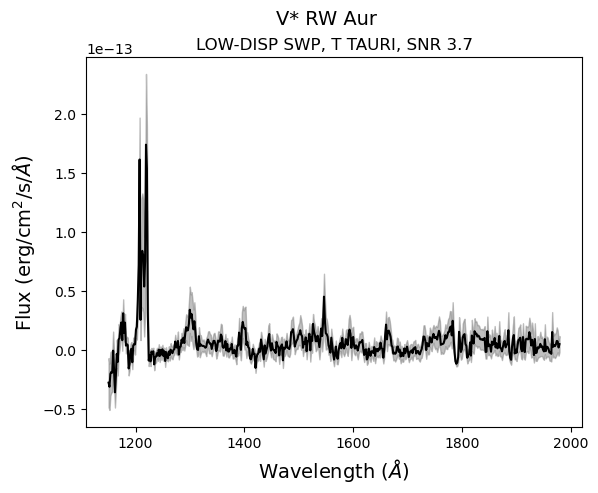 V* RW Aur
LOW-DISP SWP, T TAURI, SNR 3.7
1e−13
2.0
1.5
1.0
0.5
0.0
−0.5
Flux (erg/cm²/s/Å)
1200 1400 1600 1800 2000
Wavelength (Å)